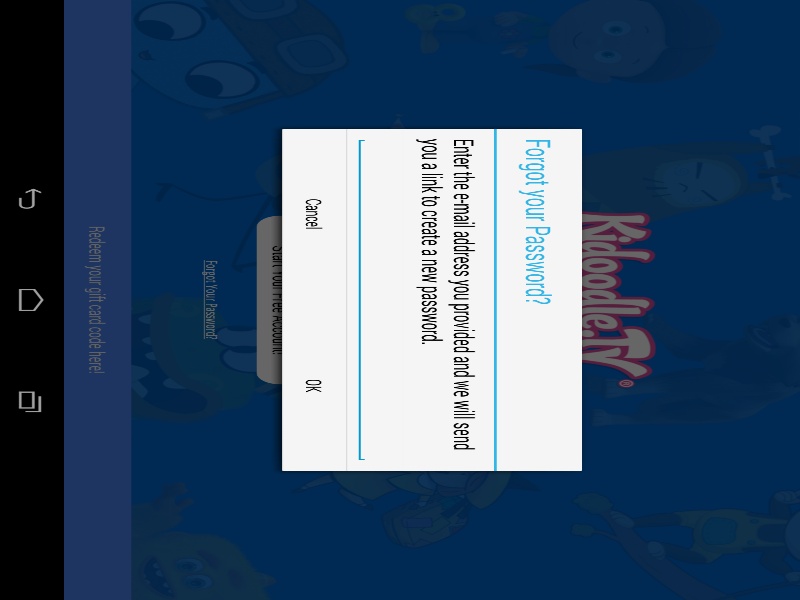 Kidoodle.TV®
Forgot your Password?
Enter the e-mail address you provided and we will send
you a link to create a new password.
Cancel
OK
Start Your Free Account!
Forgot Your Password?
Redeem your gift card code here!